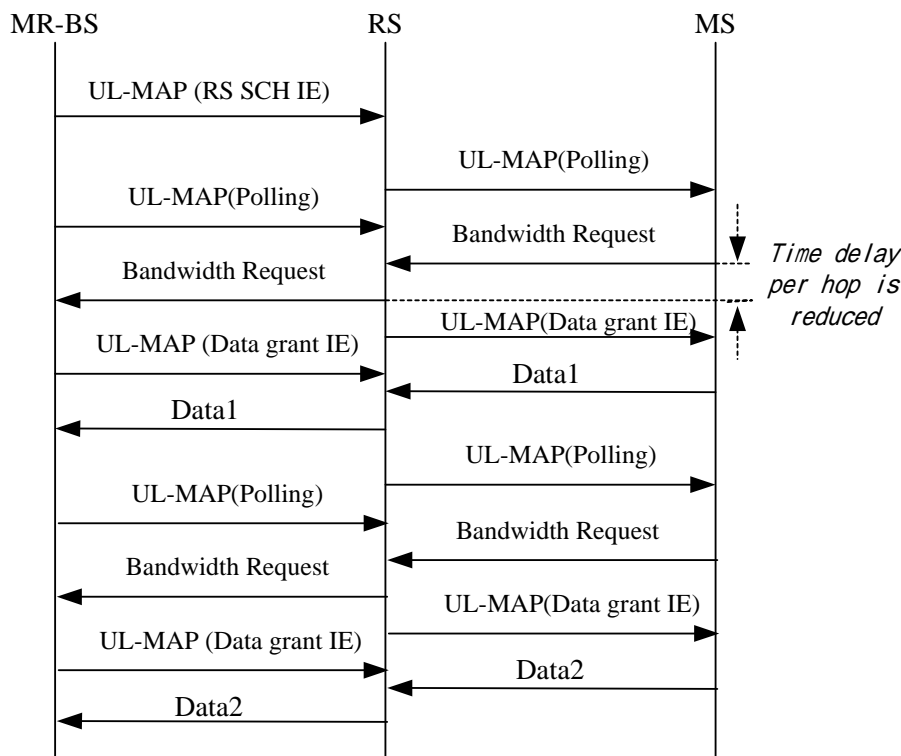 MR-BS
RS
MS
UL-MAP (RS SCH IE)
UL-MAP(Polling)
UL-MAP(Polling)
Bandwidth Request
Time delay
per hop is
reduced
Bandwidth Request
UL-MAP(Data grant IE)
UL-MAP (Data grant IE)
Data1
Data1
UL-MAP(Polling)
UL-MAP(Polling)
Bandwidth Request
Bandwidth Request
UL-MAP(Data grant IE)
UL-MAP (Data grant IE)
Data2
Data2